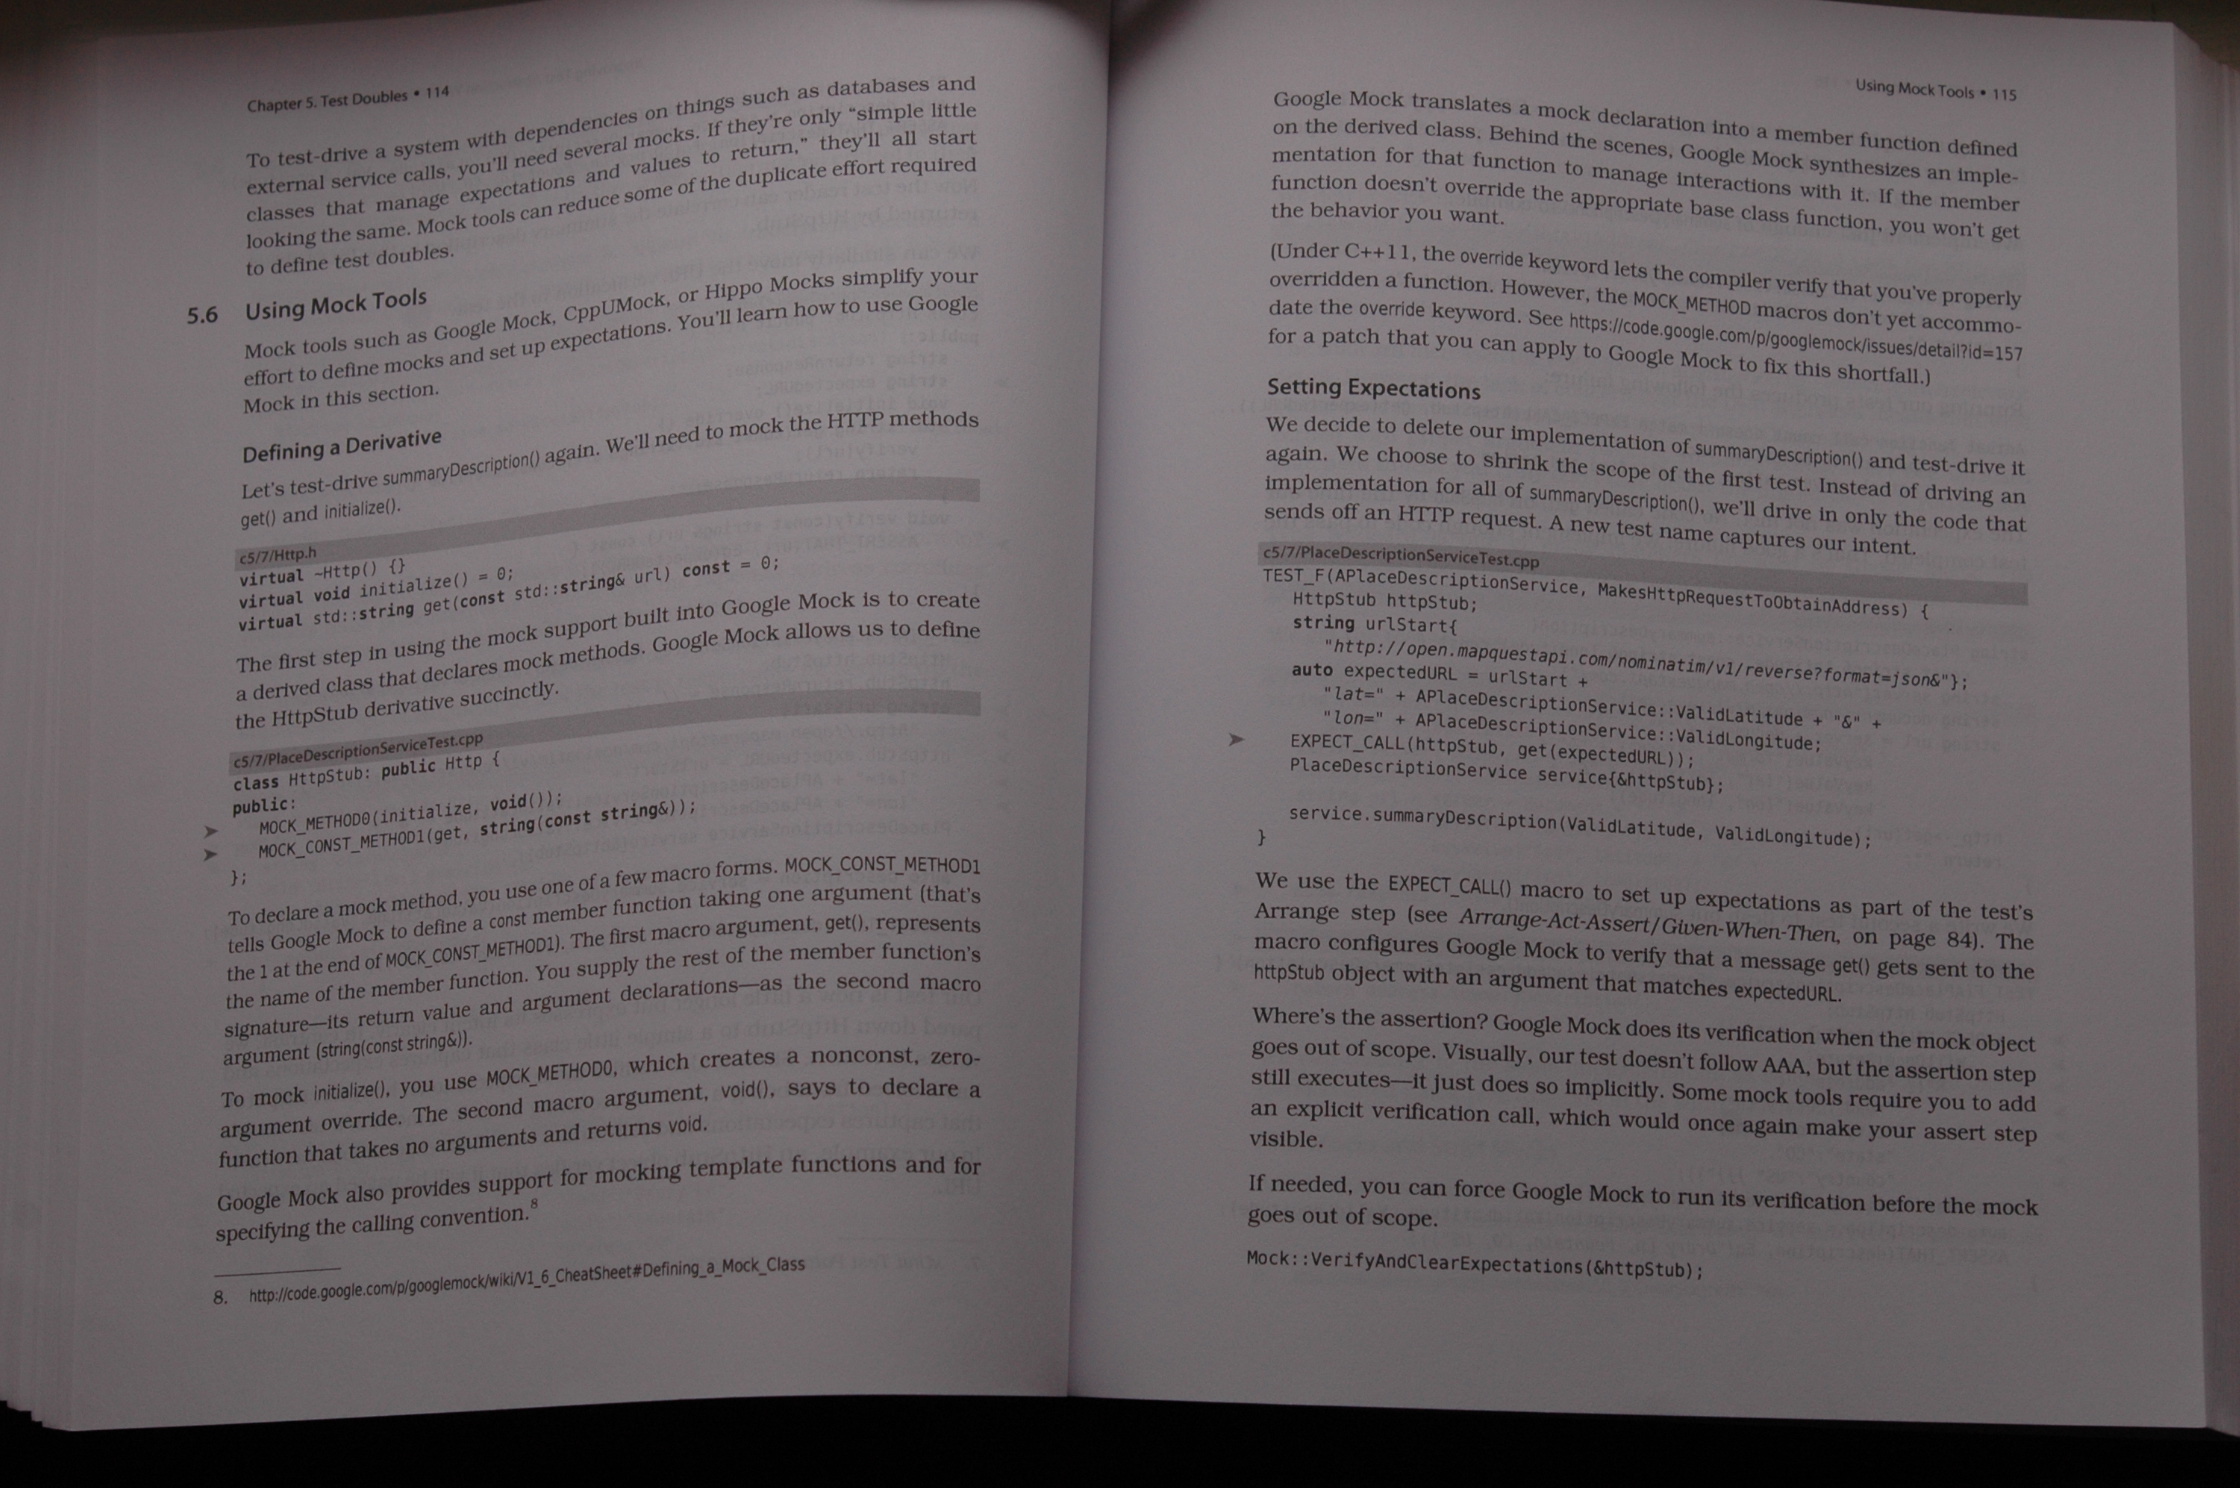 Chapter 5. Test Doubles • 114
To test-drive a system with dependencies on things such as databases and
external service calls, you'll need several mocks. If they're only “simple little
classes that manage expectations and values to return,” they'll all start
looking the same. Mock tools can reduce some of the duplicate effort required
to define test doubles.
5.6 Using Mock Tools
Mock tools such as Google Mock, CppUMock, or Hippo Mocks simplify your
effort to define mocks and set up expectations. You'll learn how to use Google
Mock in this section.
Defining a Derivative
Let's test-drive summaryDescription() again. We'll need to mock the HTTP methods
get() and initialize().
c5/7/Http.h
virtual ~Http() {}
virtual void initialize() = 0;
virtual std::string get(const std::string& url) const = 0;
The first step in using the mock support built into Google Mock is to create
a derived class that declares mock methods. Google Mock allows us to define
the HttpStub derivative succinctly.
c5/7/PlaceDescriptionServiceTest.cpp
class HttpStub: public Http {
public:
➤ MOCK_METHOD0(initialize, void());
➤ MOCK_CONST_METHOD1(get, string(const string&));
};
To declare a mock method, you use one of a few macro forms. MOCK_CONST_METHOD1
tells Google Mock to define a const member function taking one argument (that's
the 1 at the end of MOCK_CONST_METHOD1). The first macro argument, get(), represents
the name of the member function. You supply the rest of the member function's
signature—its return value and argument declarations—as the second macro
argument (string(const string&)).
To mock initialize(), you use MOCK_METHOD0, which creates a nonconst, zero-
argument override. The second macro argument, void(), says to declare a
function that takes no arguments and returns void.
Google Mock also provides support for mocking template functions and for
specifying the calling convention.8
8. http://code.google.com/p/googlemock/wiki/V1_6_CheatSheet#Defining_a_Mock_Class
Using Mock Tools • 115
Google Mock translates a mock declaration into a member function defined
on the derived class. Behind the scenes, Google Mock synthesizes an imple-
mentation for that function to manage interactions with it. If the member
function doesn't override the appropriate base class function, you won't get
the behavior you want.
(Under C++11, the override keyword lets the compiler verify that you've properly
overridden a function. However, the MOCK_METHOD macros don't yet accommo-
date the override keyword. See https://code.google.com/p/googlemock/issues/detail?id=157
for a patch that you can apply to Google Mock to fix this shortfall.)
Setting Expectations
We decide to delete our implementation of summaryDescription() and test-drive it
again. We choose to shrink the scope of the first test. Instead of driving an
implementation for all of summaryDescription(), we'll drive in only the code that
sends off an HTTP request. A new test name captures our intent.
c5/7/PlaceDescriptionServiceTest.cpp
TEST_F(APlaceDescriptionService, MakesHttpRequestToObtainAddress) {
HttpStub httpStub;
string urlStart{
"http://open.mapquestapi.com/nominatim/v1/reverse?format=json&"};
auto expectedURL = urlStart +
"lat=" + APlaceDescriptionService::ValidLatitude + "&" +
"lon=" + APlaceDescriptionService::ValidLongitude;
➤ EXPECT_CALL(httpStub, get(expectedURL));
PlaceDescriptionService service{&httpStub};
service.summaryDescription(ValidLatitude, ValidLongitude);
}
We use the EXPECT_CALL() macro to set up expectations as part of the test's
Arrange step (see Arrange-Act-Assert/Given-When-Then, on page 84). The
macro configures Google Mock to verify that a message get() gets sent to the
httpStub object with an argument that matches expectedURL.
Where's the assertion? Google Mock does its verification when the mock object
goes out of scope. Visually, our test doesn't follow AAA, but the assertion step
still executes—it just does so implicitly. Some mock tools require you to add
an explicit verification call, which would once again make your assert step
visible.
If needed, you can force Google Mock to run its verification before the mock
goes out of scope.
Mock::VerifyAndClearExpectations(&httpStub);